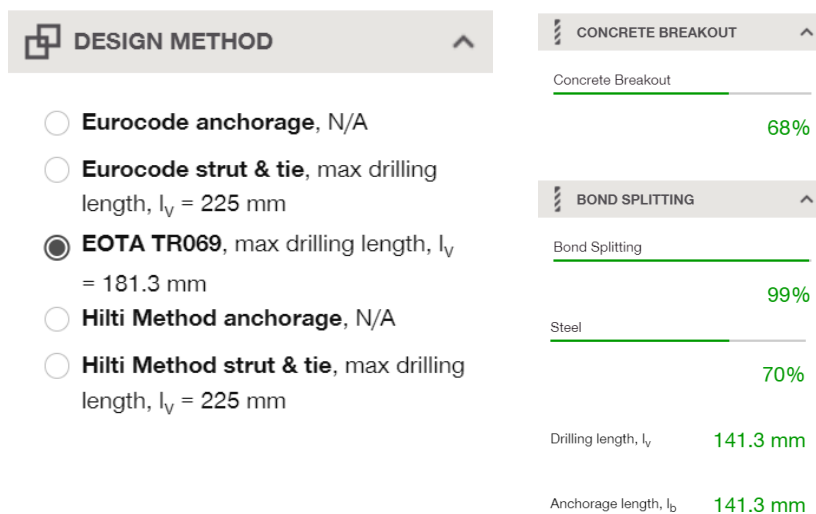 DESIGN METHOD
Eurocode anchorage, N/A
Eurocode strut & tie, max drilling
length, lv = 225 mm
EOTA TR069, max drilling length, lv
= 181.3 mm
Hilti Method anchorage, N/A
Hilti Method strut & tie, max drilling
length, lv = 225 mm
CONCRETE BREAKOUT
Concrete Breakout
68%
BOND SPLITTING
Bond Splitting
99%
Steel
70%
Drilling length, lv 141.3 mm
Anchorage length, lb 141.3 mm